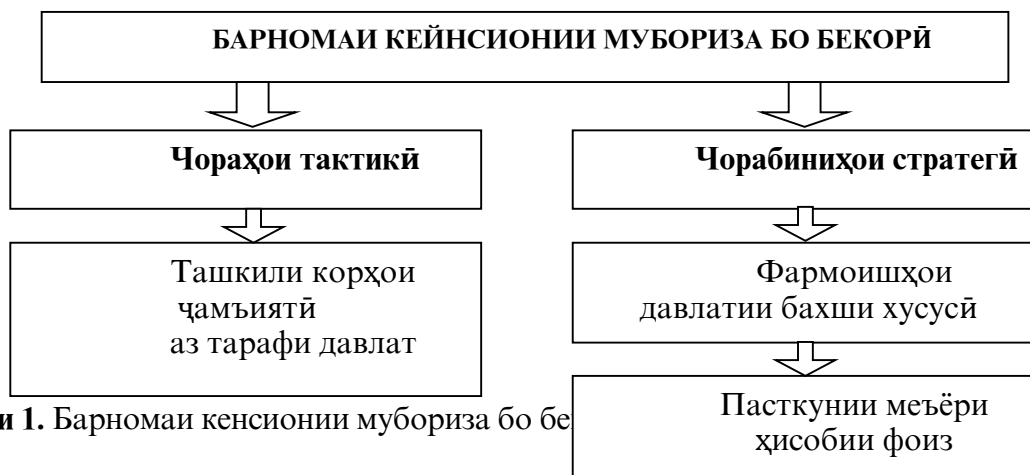 БАРНОМАИ КЕЙНСИОНИИ МУБОРИЗА БО БЕКОРӢ
Чораҳои тактикӣ
Чорабиниҳои стратегӣ
Ташкили корҳои
ҷамъиятӣ
аз тарафи давлат
Фармоишҳои
давлатии бахши хусусӣ
Пасткунии меъёри
ҳисобии фоиз
и 1. Барномаи кенсионии мубориза бо бе